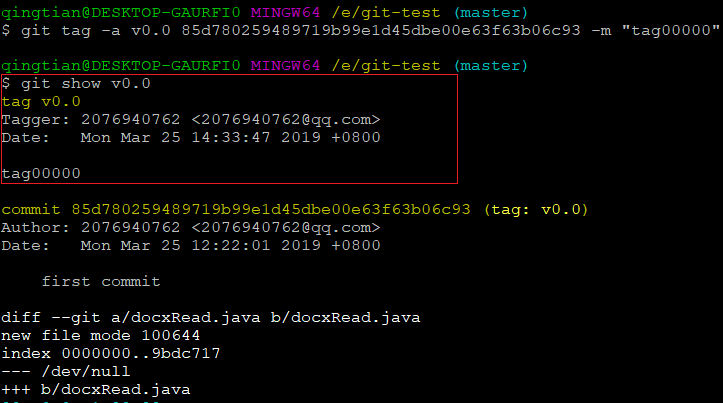 qingtian@DESKTOP-GAURFI0 MINGW64 /e/git-test (master)
$ git tag -a v0.0 85d780259489719b99e1d45dbe00e63f63b06c93 -m "tag00000"
qingtian@DESKTOP-GAURFI0 MINGW64 /e/git-test (master)
$ git show v0.0
tag v0.0
Tagger: 2076940762 <2076940762@qq.com>
Date:   Mon Mar 25 14:33:47 2019 +0800
tag00000
commit 85d780259489719b99e1d45dbe00e63f63b06c93 (tag: v0.0)
Author: 2076940762 <2076940762@qq.com>
Date:   Mon Mar 25 12:22:01 2019 +0800
    first commit
diff --git a/docxRead.java b/docxRead.java
new file mode 100644
index 0000000..9bdc717
--- /dev/null
+++ b/docxRead.java